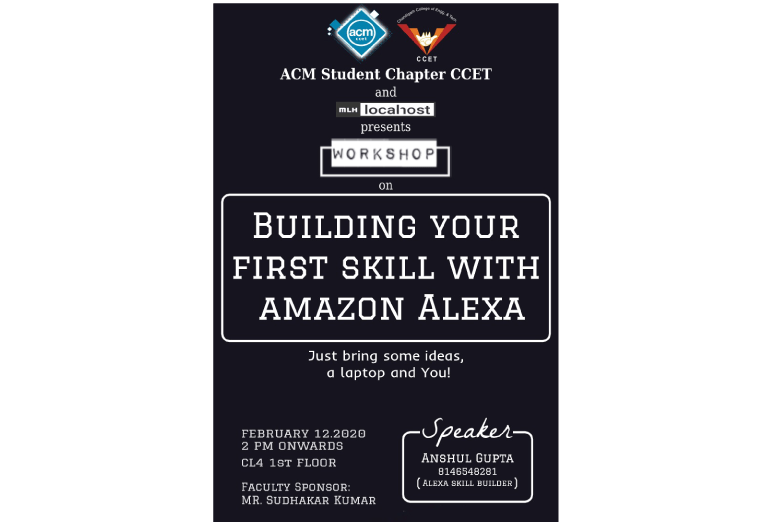 acm
ccet
Chandigarh College of Engg. & Tech.
CCET
ACM Student Chapter CCET
and
MLH localhost
presents
WORKSHOP
on
Building your
first skill with
amazon Alexa
Just bring some ideas,
a laptop and You!
February 12.2020
2 PM onwards
CL4 1st floor
Faculty Sponsor:
MR. Sudhakar Kumar
Speaker
Anshul Gupta
8146548281
(Alexa skill builder)